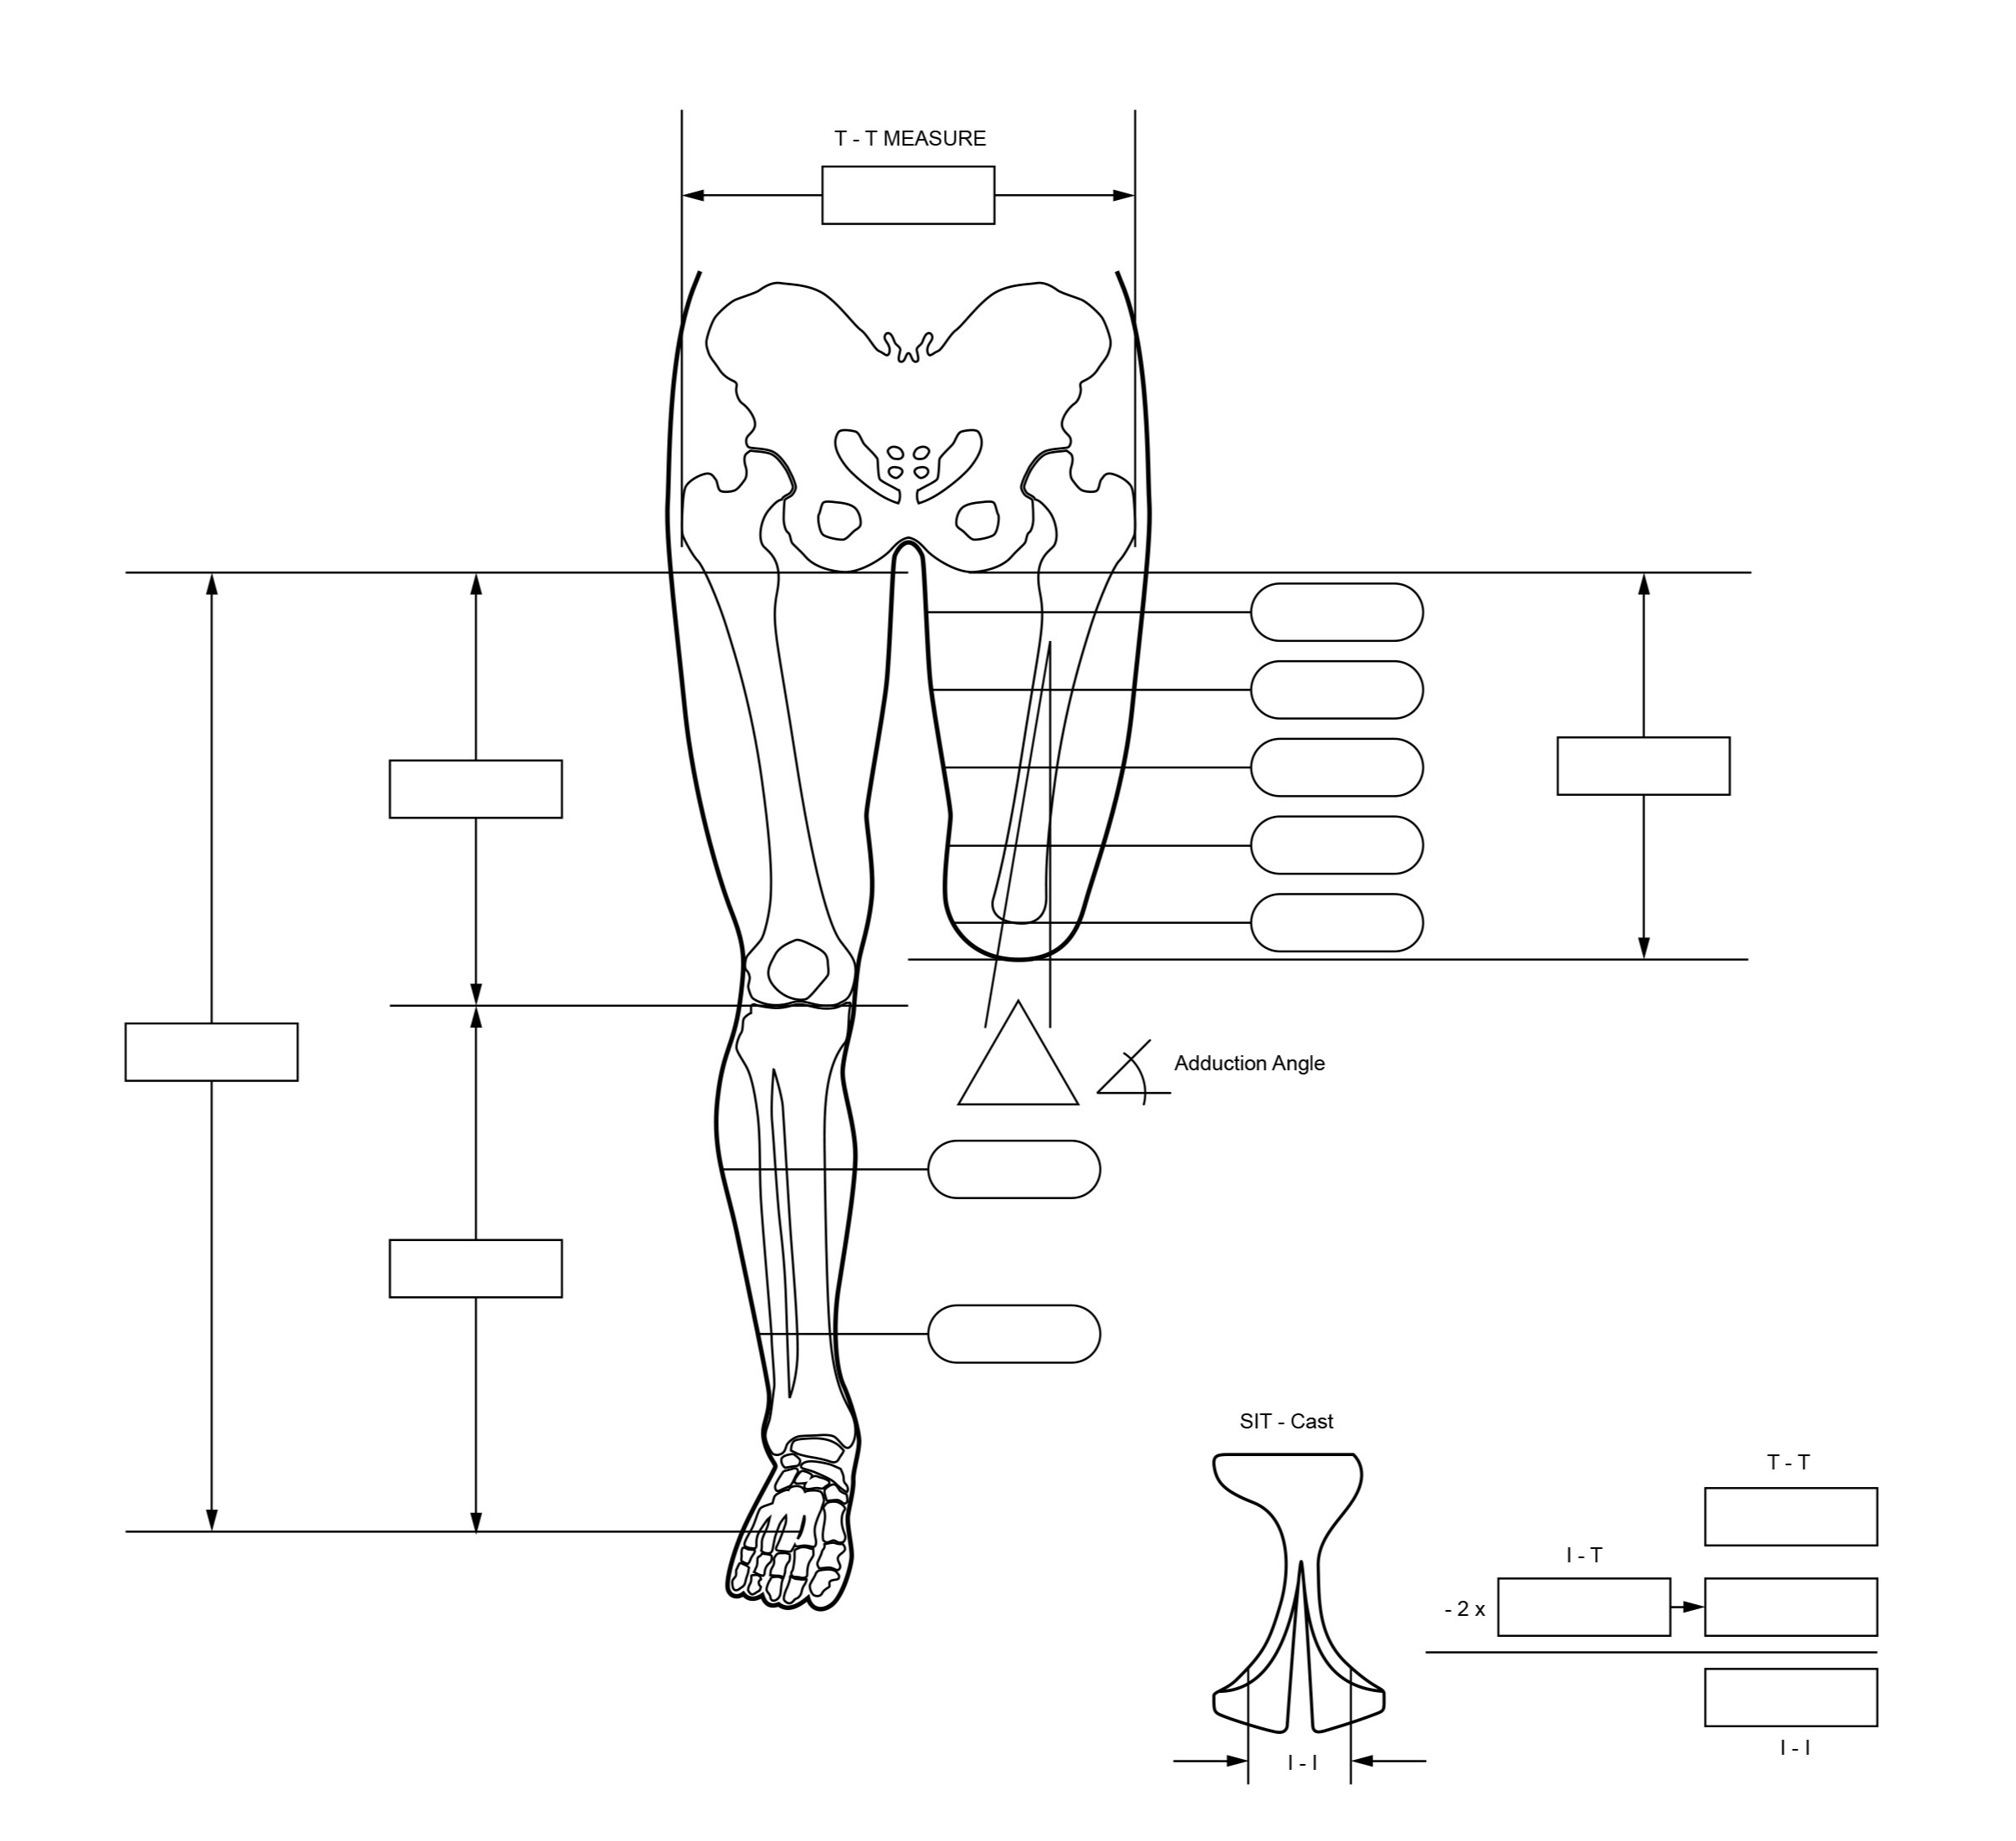 T - T MEASURE
Adduction Angle
SIT - Cast
T - T
I - T
- 2 x
I - I
I - I